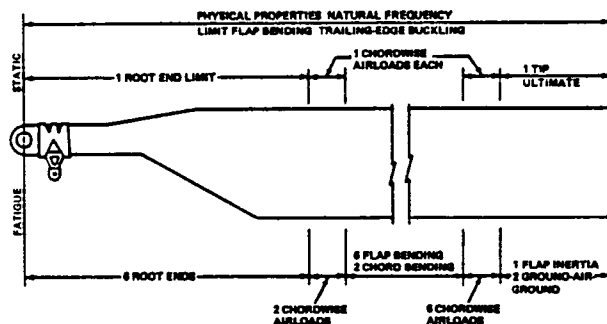 PHYSICAL PROPERTIES NATURAL FREQUENCY
LIMIT FLAP BENDING TRAILING-EDGE BUCKLING
STATIC
1 ROOT END LIMIT
1 CHORDWISE
AIRLOADS EACH
1 TIP
ULTIMATE
FATIGUE
6 ROOT ENDS
2 CHORDWISE
AIRLOADS
6 FLAP BENDING
2 CHORD BENDING
6 CHORDWISE
AIRLOADS
1 FLAP INERTIA
2 GROUND-AIR-
GROUND